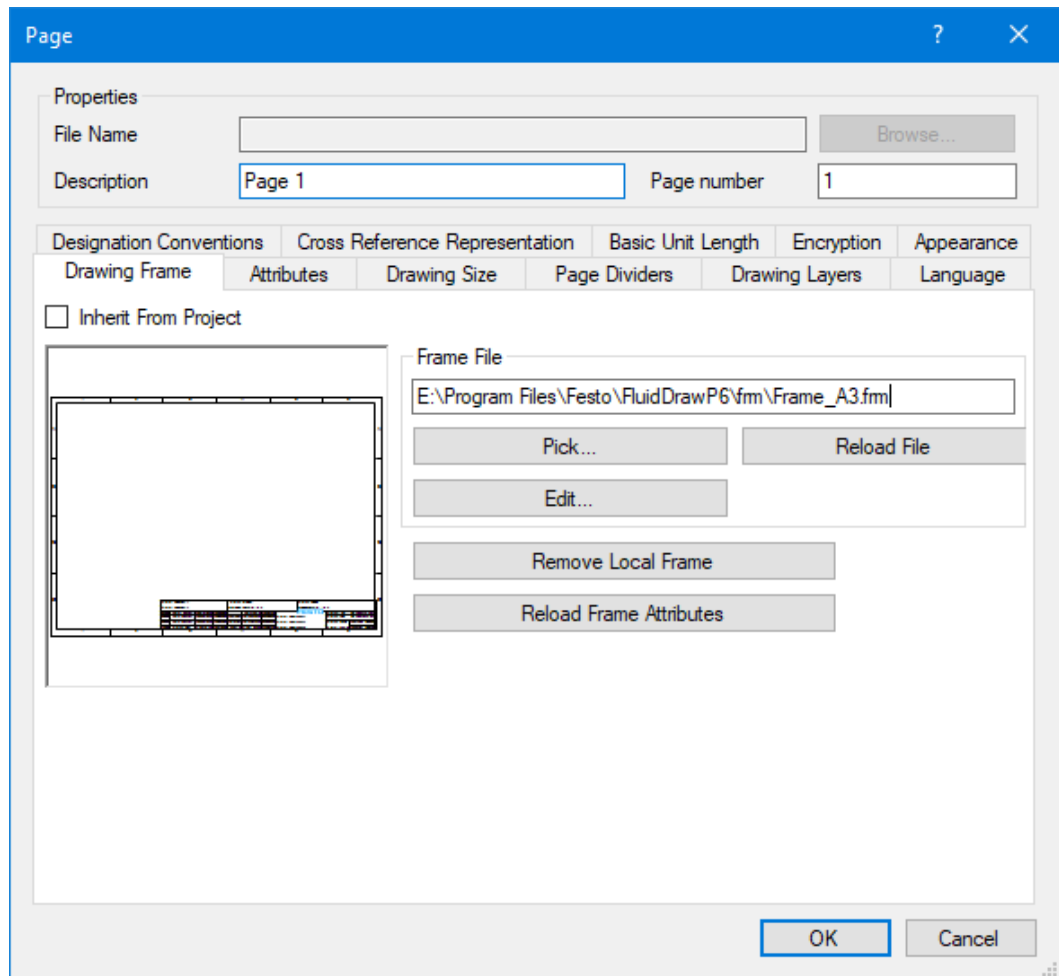 Page ?
Properties
File Name Browse...
Description Page 1 Page number 1
Designation Conventions Cross Reference Representation Basic Unit Length Encryption Appearance
Drawing Frame Attributes Drawing Size Page Dividers Drawing Layers Language
Inherit From Project
Frame File
E:\Program Files\Festo\FluidDrawP6\frm\Frame_A3.frm
Pick... Reload File
Edit...
Remove Local Frame
Reload Frame Attributes
FESTO
OK Cancel